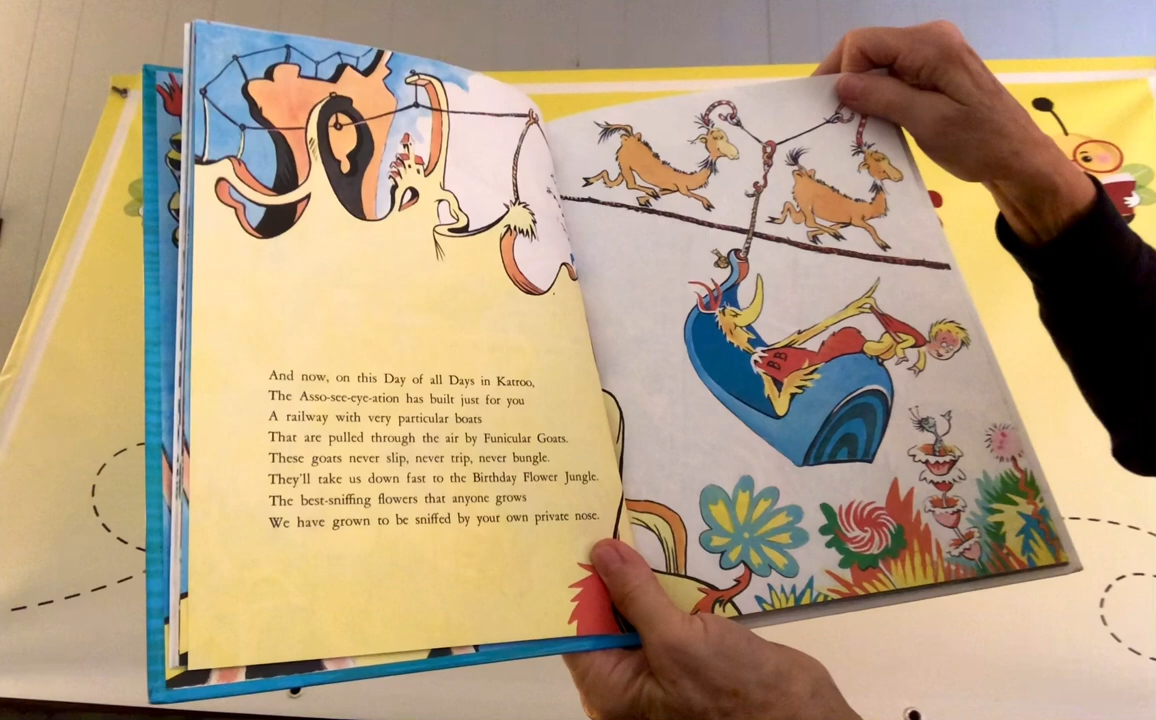 And now, on this Day of all Days in Katroo,
The Asso-see-eye-ation has built just for you
A railway with very particular boats
That are pulled through the air by Funicular Goats.
These goats never slip, never trip, never bungle.
They'll take us down fast to the Birthday Flower Jungle.
The best-sniffing flowers that anyone grows
We have grown to be sniffed by your own private nose.
BB